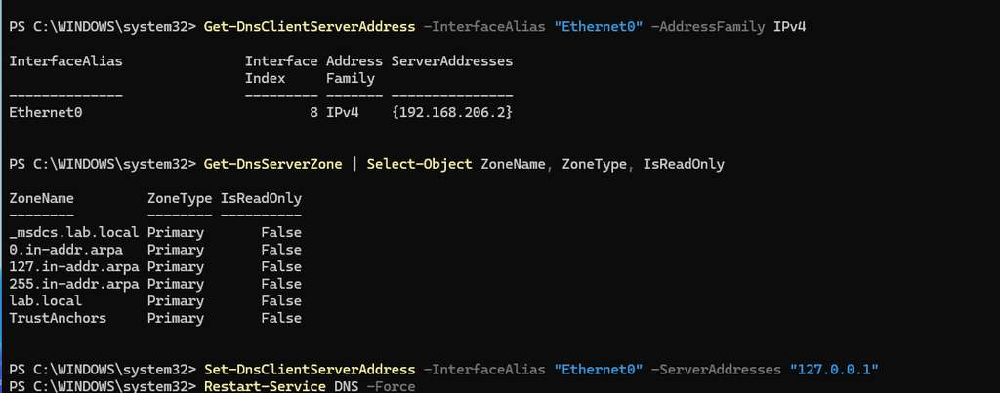 PS C:\WINDOWS\system32> Get-DnsClientServerAddress -InterfaceAlias "Ethernet0" -AddressFamily IPv4
InterfaceAlias Interface Address ServerAddresses
Index Family
-------------- --------- ------- ---------------
Ethernet0 8 IPv4 {192.168.206.2}
PS C:\WINDOWS\system32> Get-DnsServerZone | Select-Object ZoneName, ZoneType, IsReadOnly
ZoneName ZoneType IsReadOnly
-------- -------- ----------
_msdcs.lab.local Primary False
0.in-addr.arpa Primary False
127.in-addr.arpa Primary False
255.in-addr.arpa Primary False
lab.local Primary False
TrustAnchors Primary False
PS C:\WINDOWS\system32> Set-DnsClientServerAddress -InterfaceAlias "Ethernet0" -ServerAddresses "127.0.0.1"
PS C:\WINDOWS\system32> Restart-Service DNS -Force